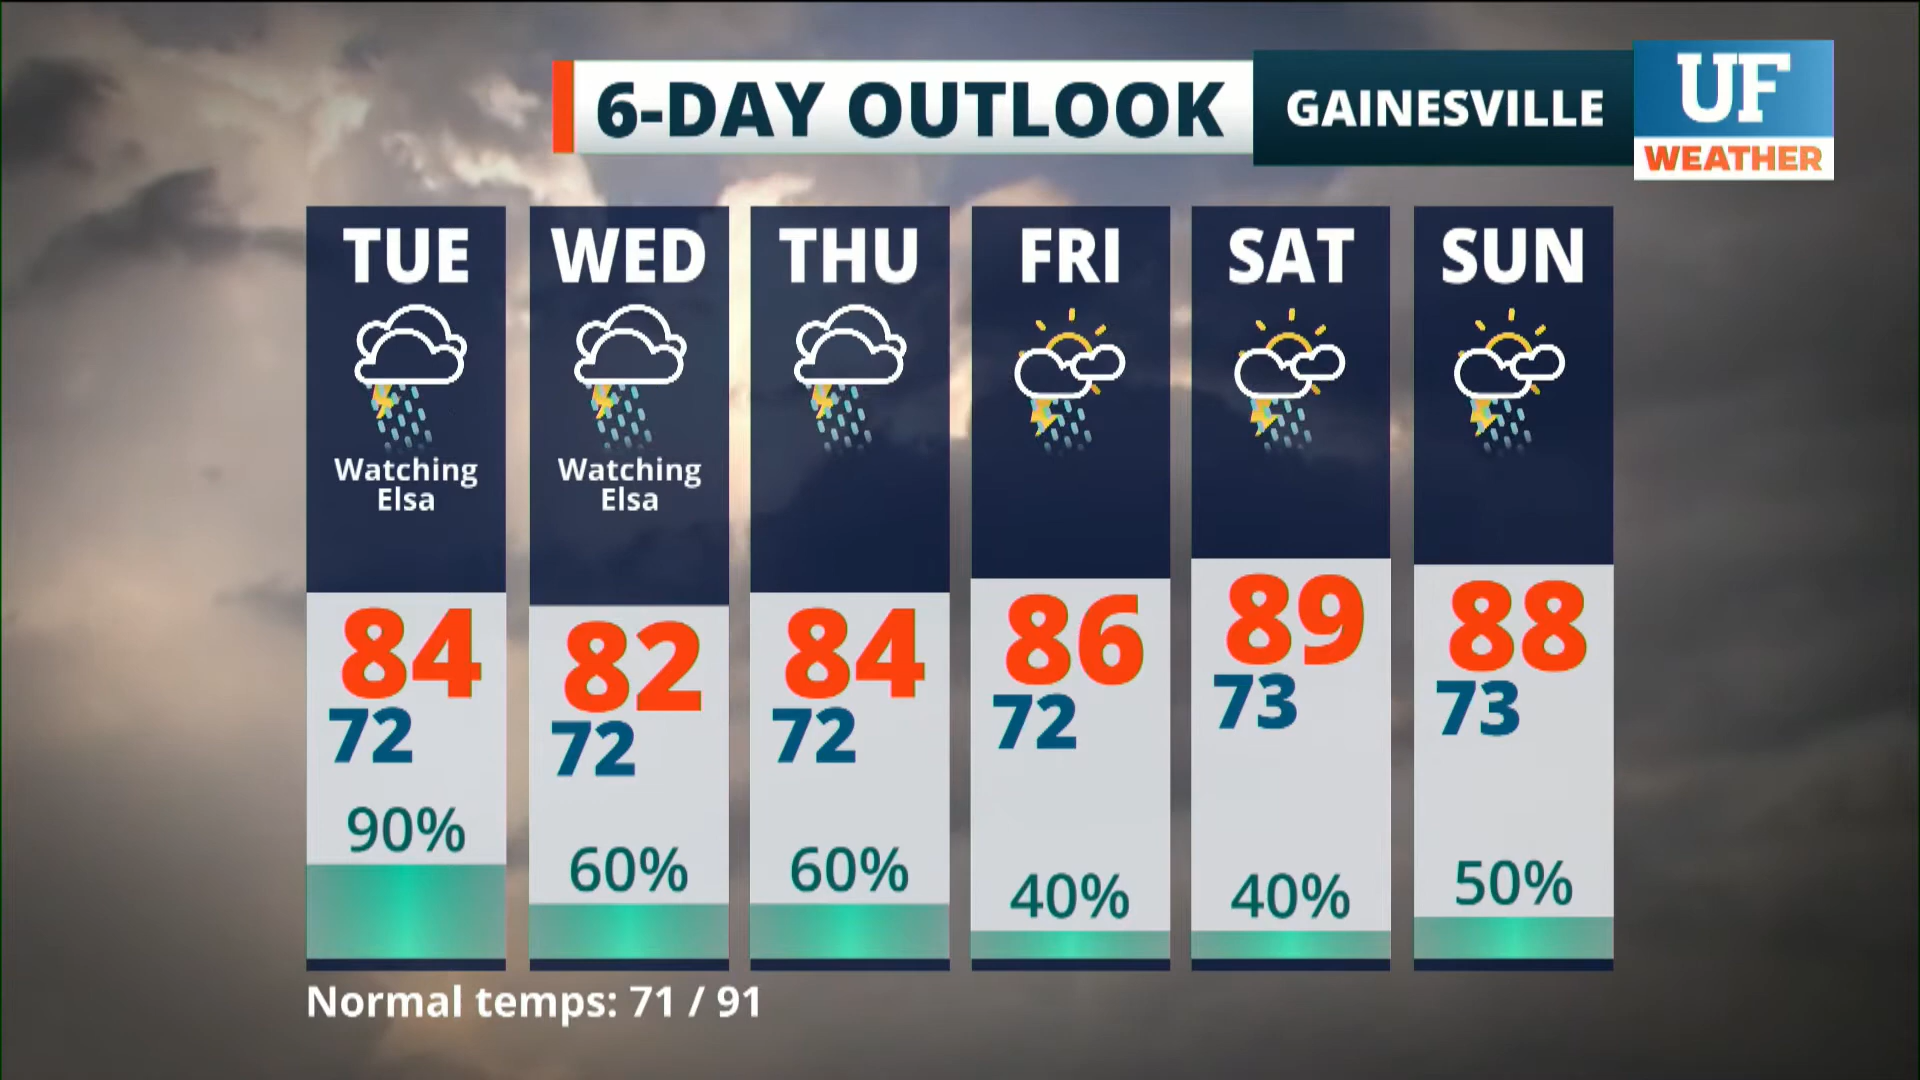 6-DAY OUTLOOK
GAINESVILLE
UF
WEATHER
TUE
Watching
Elsa
84
72
90%
WED
Watching
Elsa
82
72
60%
THU
84
72
60%
FRI
86
72
40%
SAT
89
73
40%
SUN
88
73
50%
Normal temps: 71 / 91